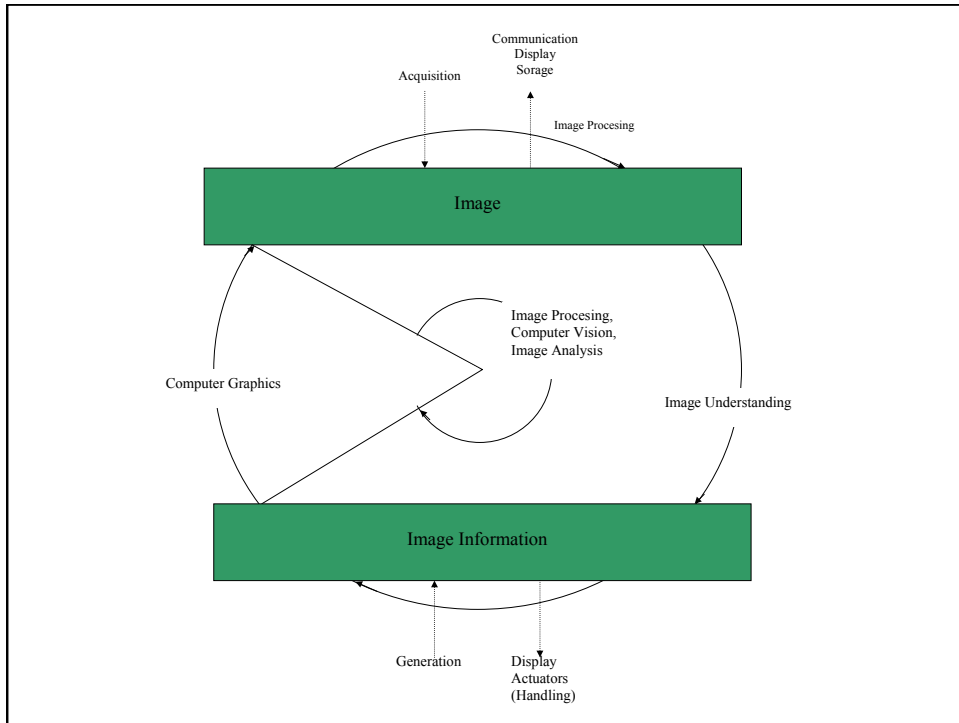 Communication
Display
Sorage
Acquisition
Image Procesing
Image
Image Procesing,
Computer Vision,
Image Analysis
Computer Graphics
Image Understanding
Image Information
Generation
Display
Actuators
(Handling)